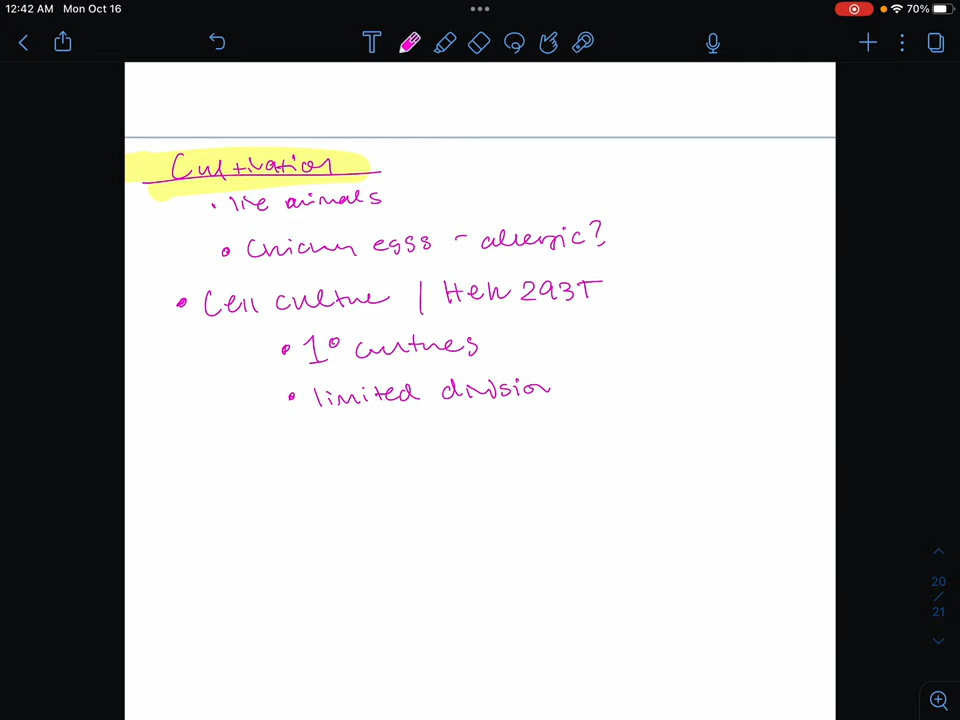 12:42 AM Mon Oct 16
70%
Cultivation
• live animals
• Chicken egss - allergic?
• Cell culture | Hek 293T
• 1° cultures
• limited division
20
/
21